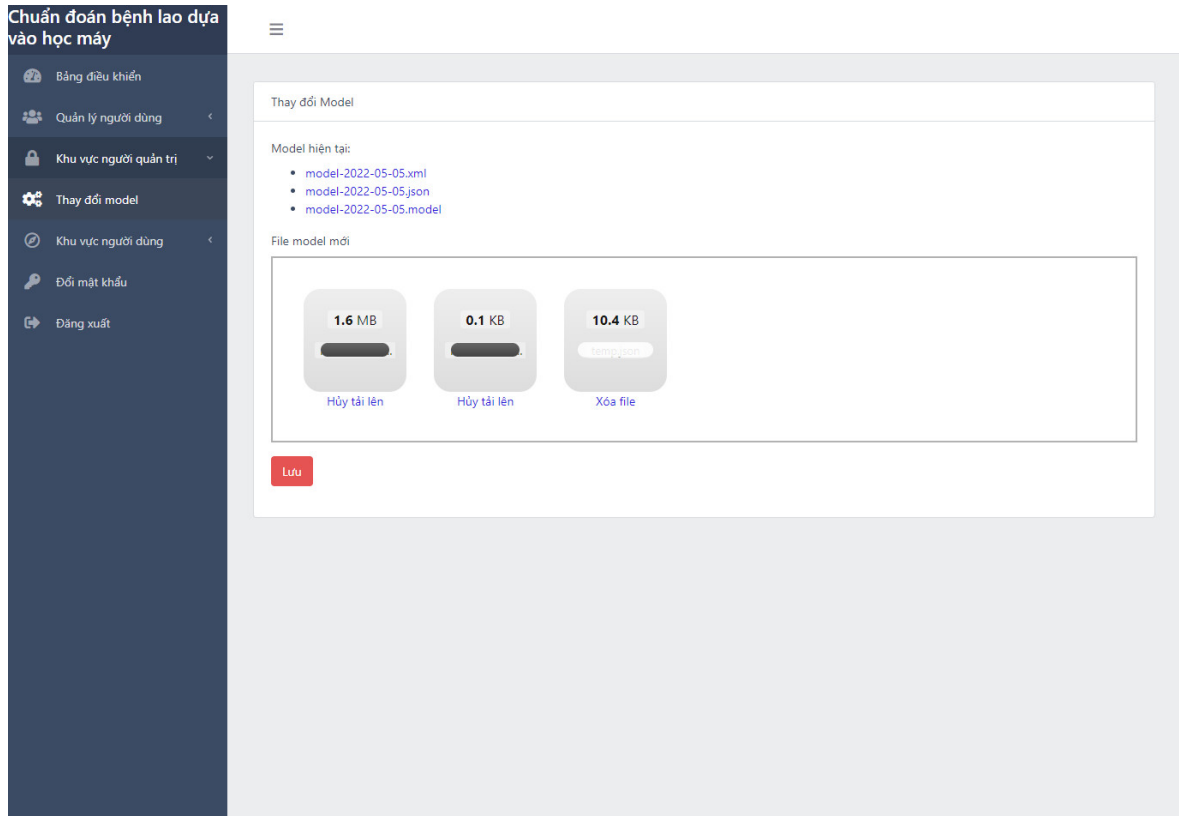 Chuẩn đoán bệnh lao dựa
vào học máy
Bảng điều khiển
Quản lý người dùng
Khu vực người quản trị
Thay đổi model
Khu vực người dùng
Đổi mật khẩu
Đăng xuất
Thay đổi Model
Model hiện tại:
model-2022-05-05.xml
model-2022-05-05.json
model-2022-05-05.model
File model mới
1.6 MB
0.1 KB
10.4 KB
temp.json
Hủy tải lên
Hủy tải lên
Xóa file
Lưu